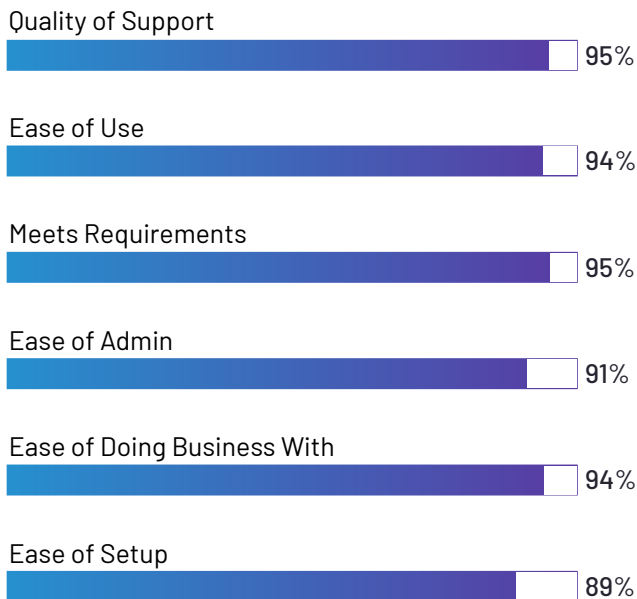 Quality of Support
95%
Ease of Use
94%
Meets Requirements
95%
Ease of Admin
91%
Ease of Doing Business With
94%
Ease of Setup
89%